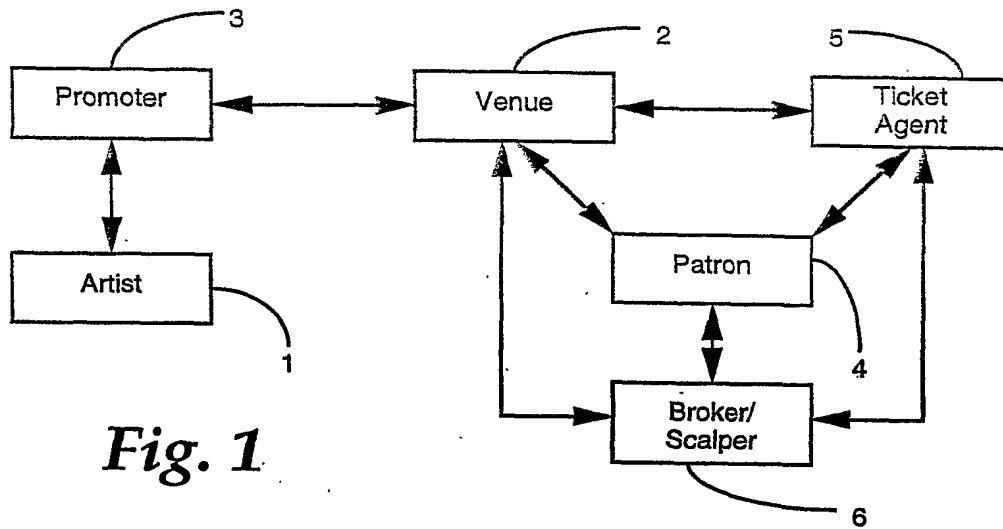 3
2
5
Promoter
Venue
Ticket
Agent
Artist
Patron
1
4
Broker/
Scalper
Fig. 1
6